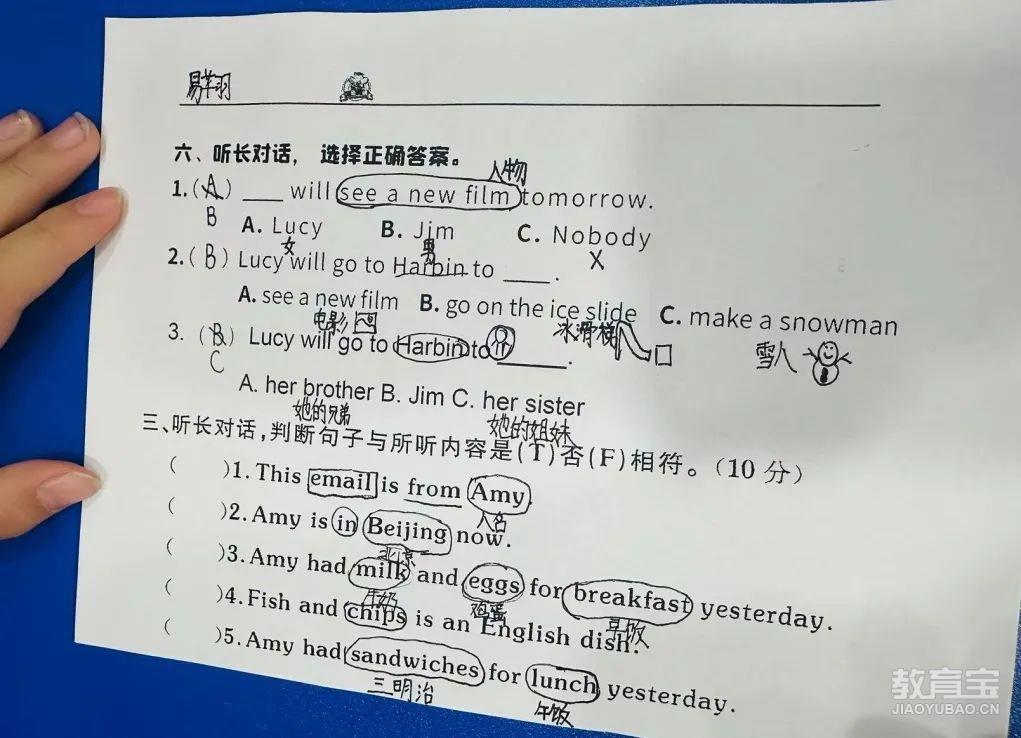 易芊羽
六、听长对话， 选择正确答案。
人物
1.(A) ___ will see a new film tomorrow.
B
A. Lucy B. Jim C. Nobody
女 男 X
2.(B) Lucy will go to Harbin to ___.
A. see a new film B. go on the ice slide C. make a snowman
电影 冰滑梯 雪人
3. (B) Lucy will go to Harbin to ___.
C
A. her brother B. Jim C. her sister
她的兄弟 她的姐妹
三、听长对话,判断句子与所听内容是(T)否(F)相符。(10 分)
( )1. This email is from Amy.
人名
( )2. Amy is in Beijing now.
北京
( )3. Amy had milk and eggs for breakfast yesterday.
牛奶 鸡蛋 早饭
( )4. Fish and chips is an English dish.
( )5. Amy had sandwiches for lunch yesterday.
三明治 午饭
教育宝
JIAOYUBAO.CN